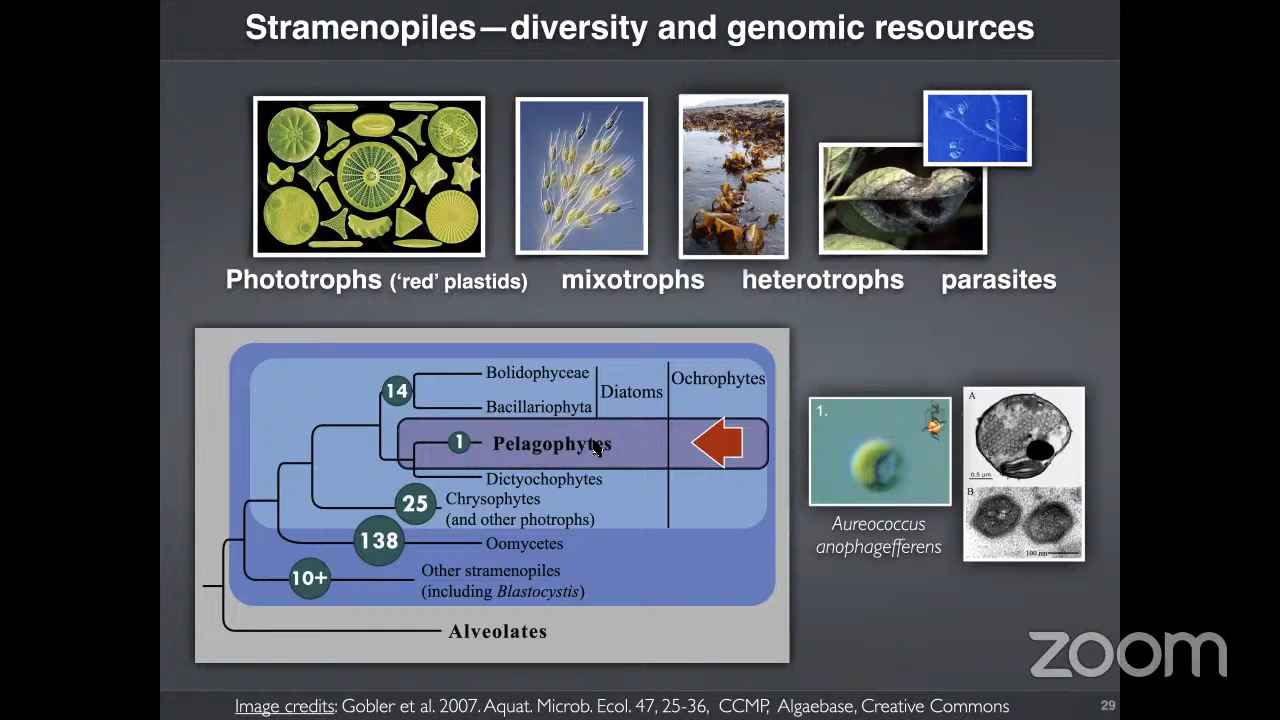 Stramenopiles—diversity and genomic resources
Phototrophs (‘red’ plastids) mixotrophs heterotrophs parasites
14
Bolidophyceae
Bacillariophyta
Diatoms
Ochrophytes
1
Pelagophytes
Dictyochophytes
25
Chrysophytes
(and other photrophs)
138
Oomycetes
10+
Other stramenopiles
(including Blastocystis)
Alveolates
1.
Aureococcus
anophagefferens
A
0.5 µm
B
100 nm
zoom
Image credits: Gobler et al. 2007. Aquat. Microb. Ecol. 47, 25-36, CCMP, Algaebase, Creative Commons
29